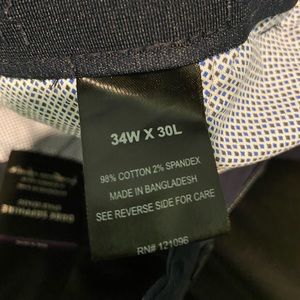 34W X 30L
98% COTTON 2% SPANDEX
MADE IN BANGLADESH
SEE REVERSE SIDE FOR CARE
RN# 121096